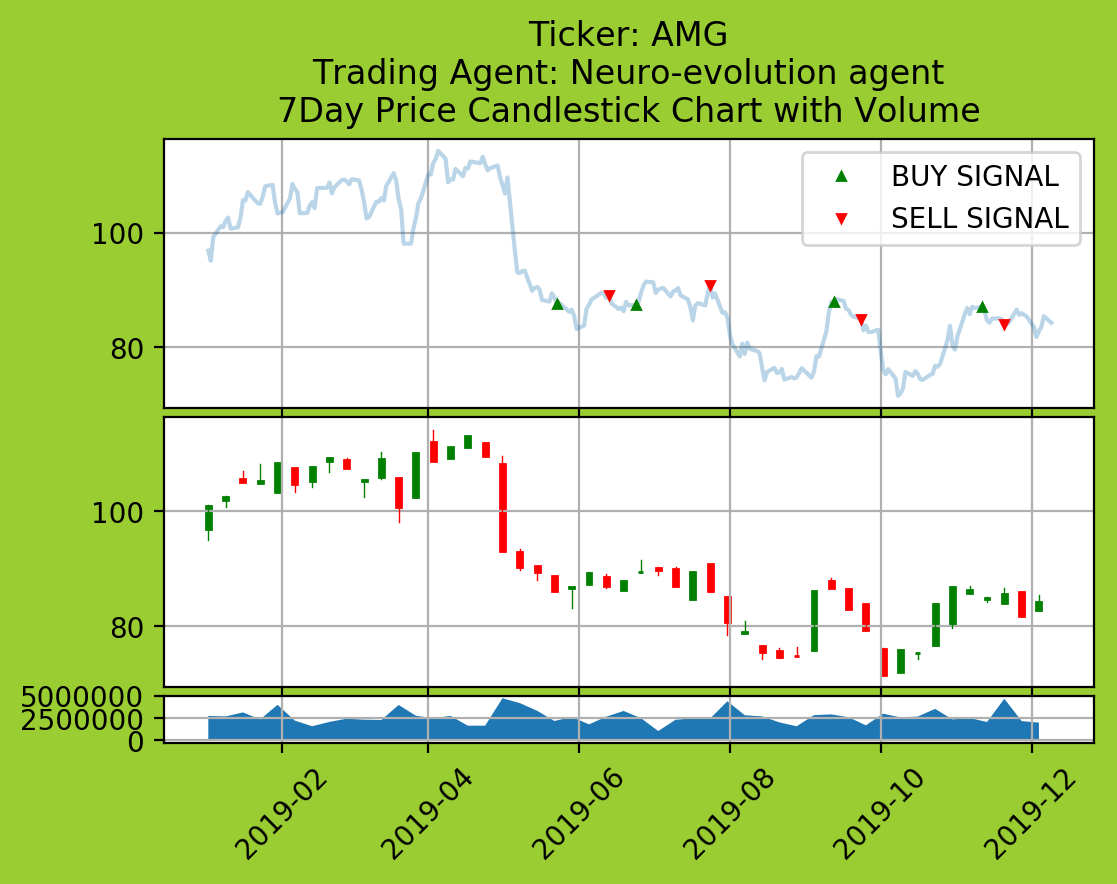 Ticker: AMG
Trading Agent: Neuro-evolution agent
7Day Price Candlestick Chart with Volume
BUY SIGNAL
SELL SIGNAL
100
80
100
80
5000000
2500000
0
2019-02
2019-04
2019-06
2019-08
2019-10
2019-12